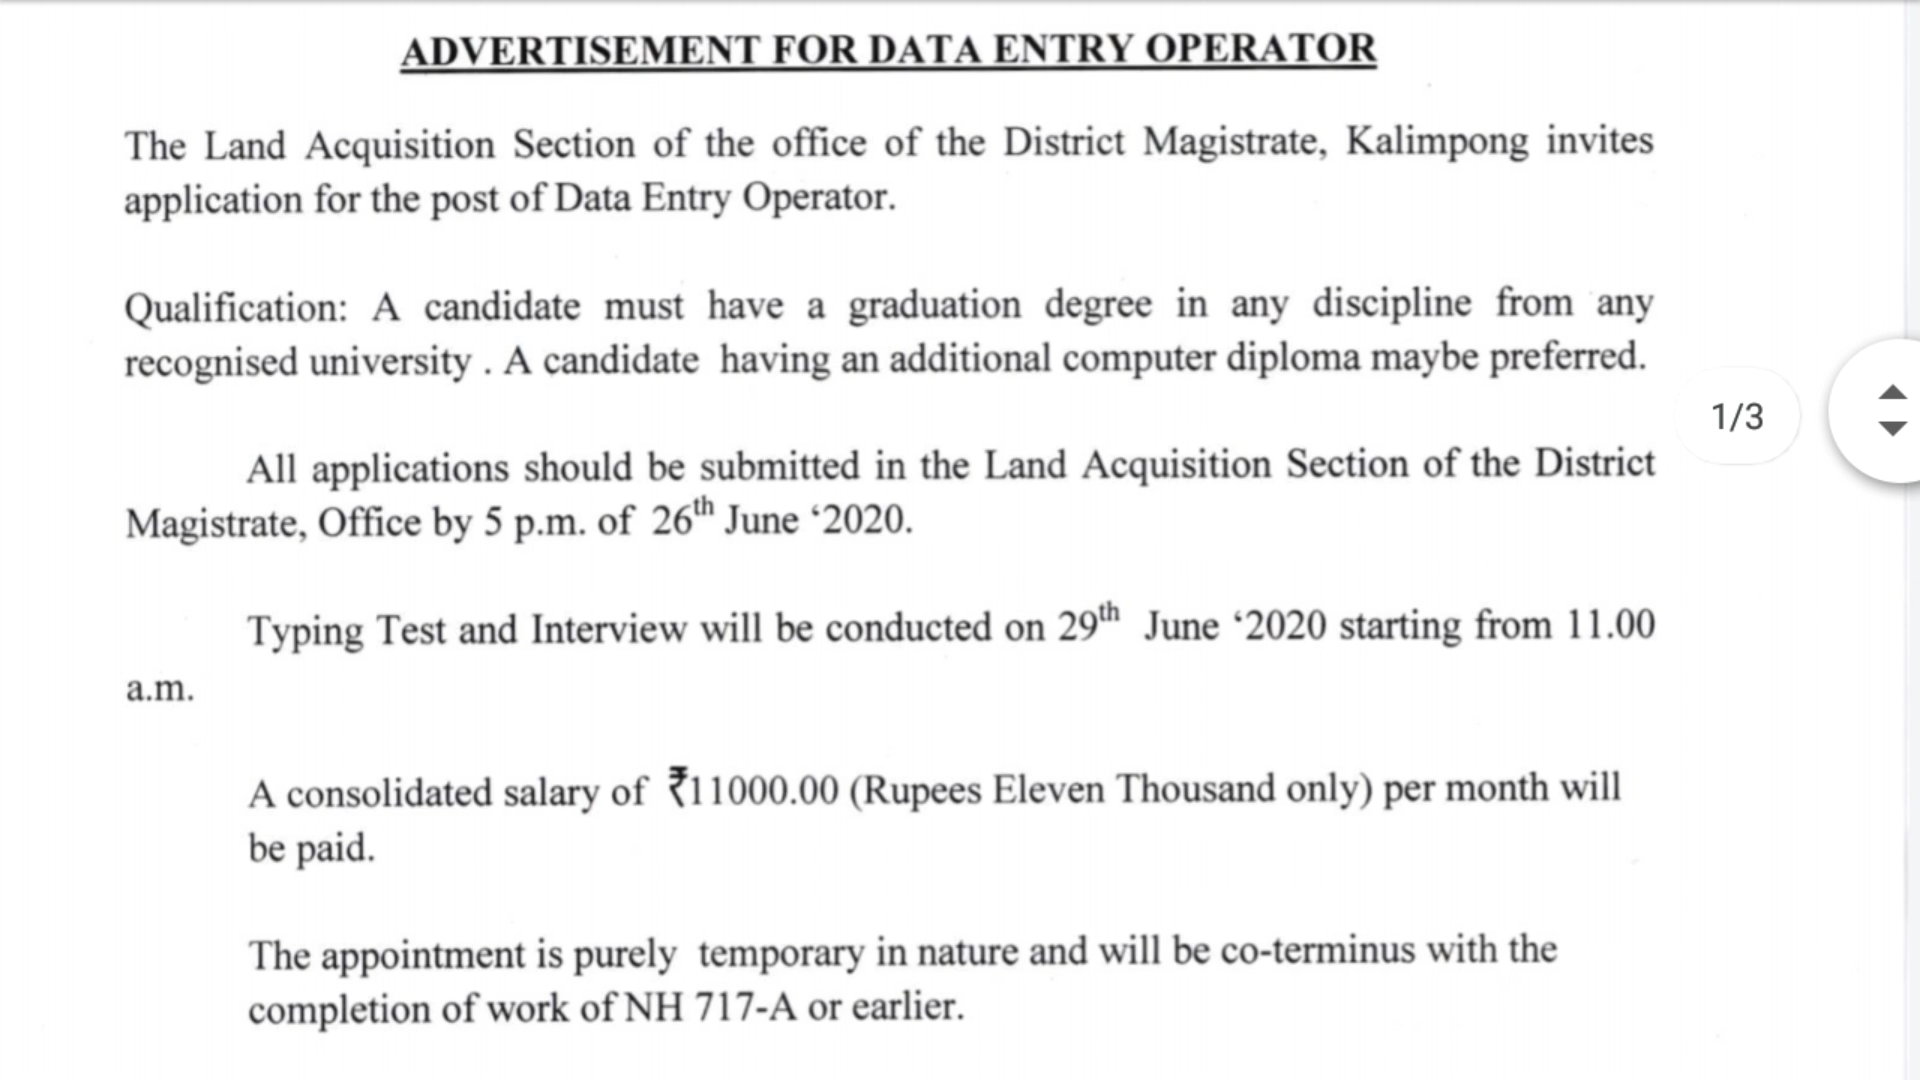 ADVERTISEMENT FOR DATA ENTRY OPERATOR
The Land Acquisition Section of the office of the District Magistrate, Kalimpong invites
application for the post of Data Entry Operator.
Qualification: A candidate must have a graduation degree in any discipline from any
recognised university . A candidate having an additional computer diploma maybe preferred.
1/3
All applications should be submitted in the Land Acquisition Section of the District
Magistrate, Office by 5 p.m. of 26th June ‘2020.
Typing Test and Interview will be conducted on 29th June ‘2020 starting from 11.00
a.m.
A consolidated salary of ₹11000.00 (Rupees Eleven Thousand only) per month will
be paid.
The appointment is purely temporary in nature and will be co-terminus with the
completion of work of NH 717-A or earlier.